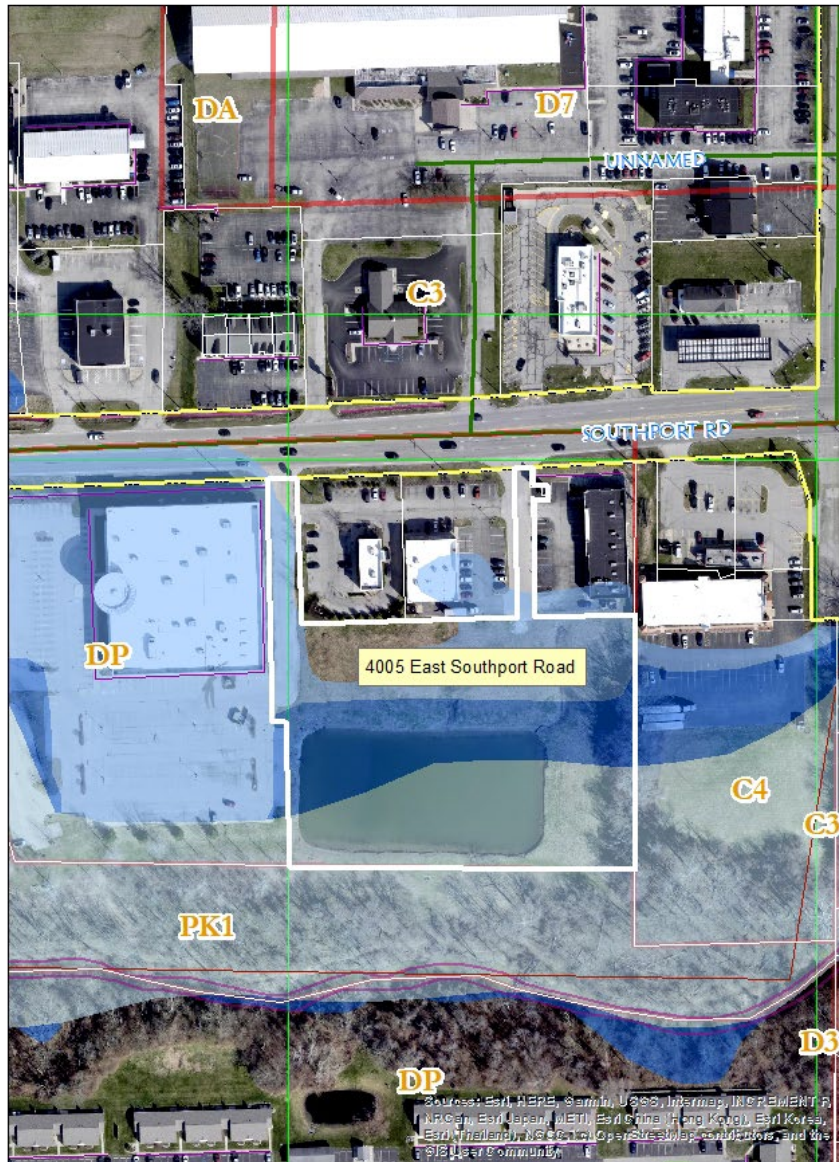 DA
D7
UNNAMED
C3
SOUTHPORT RD
DP
4005 East Southport Road
C4
C3
PK1
D3
DP
Sources: Esri, HERE, Garmin, USGS, Intermap, INCREMENT P,
NRCan, Esri Japan, METI, Esri China (Hong Kong), Esri Korea,
Esri (Thailand), NGCC, (c) OpenStreetMap contributors, and the
GIS User Community